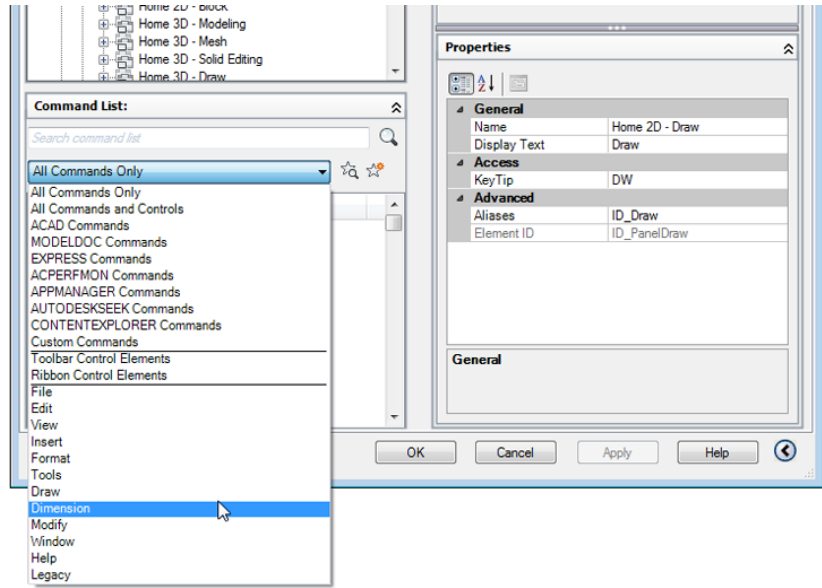 Home 2D - Block
Home 3D - Modeling
Home 3D - Mesh
Home 3D - Solid Editing
Home 3D - Draw
Command List:
Search command list
All Commands Only
All Commands Only
All Commands and Controls
ACAD Commands
MODELDOC Commands
EXPRESS Commands
ACPERFMON Commands
APPMANAGER Commands
AUTODESKSEEK Commands
CONTENTEXPLORER Commands
Custom Commands
Toolbar Control Elements
Ribbon Control Elements
File
Edit
View
Insert
Format
Tools
Draw
Dimension
Modify
Window
Help
Legacy
Properties
General
Name Home 2D - Draw
Display Text Draw
Access
KeyTip DW
Advanced
Aliases ID_Draw
Element ID ID_PanelDraw
General
OK Cancel Apply Help